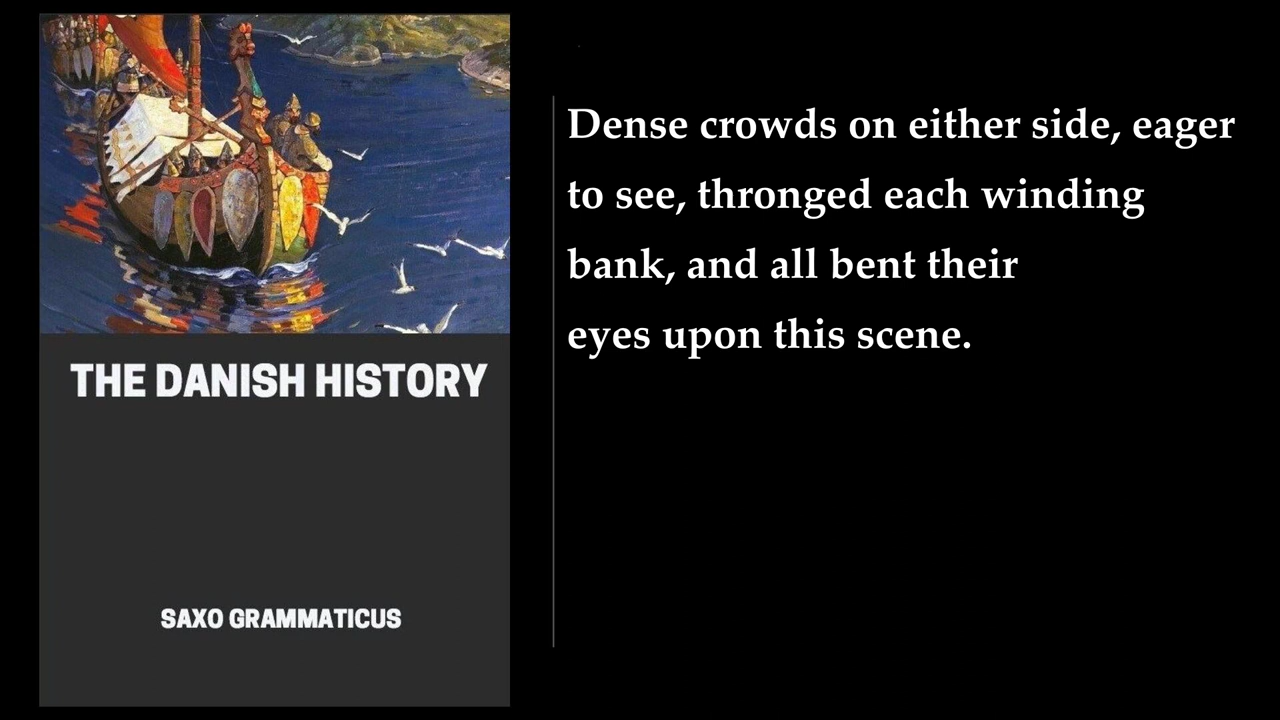 THE DANISH HISTORY
SAXO GRAMMATICUS
Dense crowds on either side, eager
to see, thronged each winding
bank, and all bent their
eyes upon this scene.